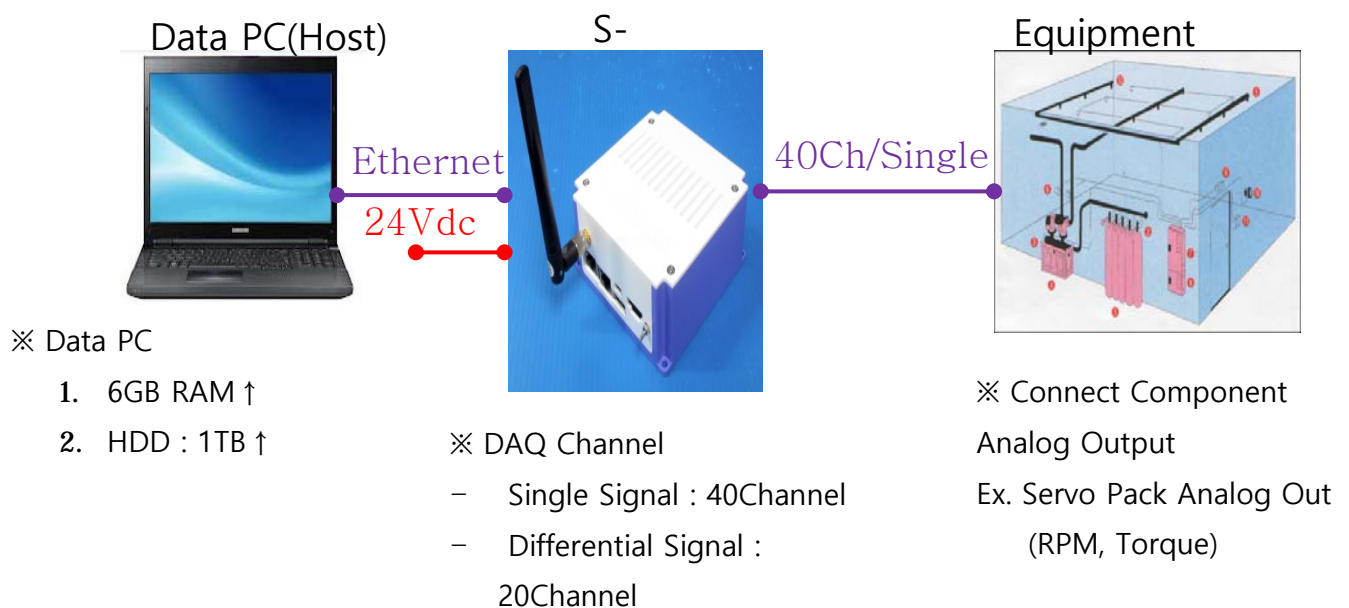 Data PC(Host)
S-
Equipment
Ethernet
24Vdc
40Ch/Single
※ Data PC
1. 6GB RAM↑
2. HDD : 1TB↑
※ DAQ Channel
- Single Signal : 40Channel
- Differential Signal :
20Channel
※ Connect Component
Analog Output
Ex. Servo Pack Analog Out
(RPM, Torque)